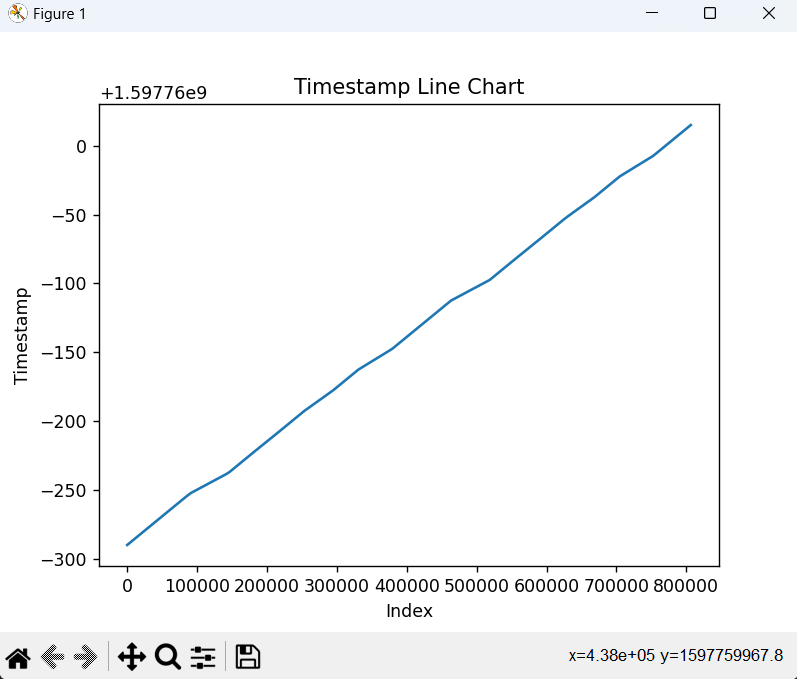 Figure 1
Timestamp Line Chart
+1.59776e9
0
−50
−100
−150
−200
−250
−300
Timestamp
0 100000 200000 300000 400000 500000 600000 700000 800000
Index
x=4.38e+05 y=1597759967.8